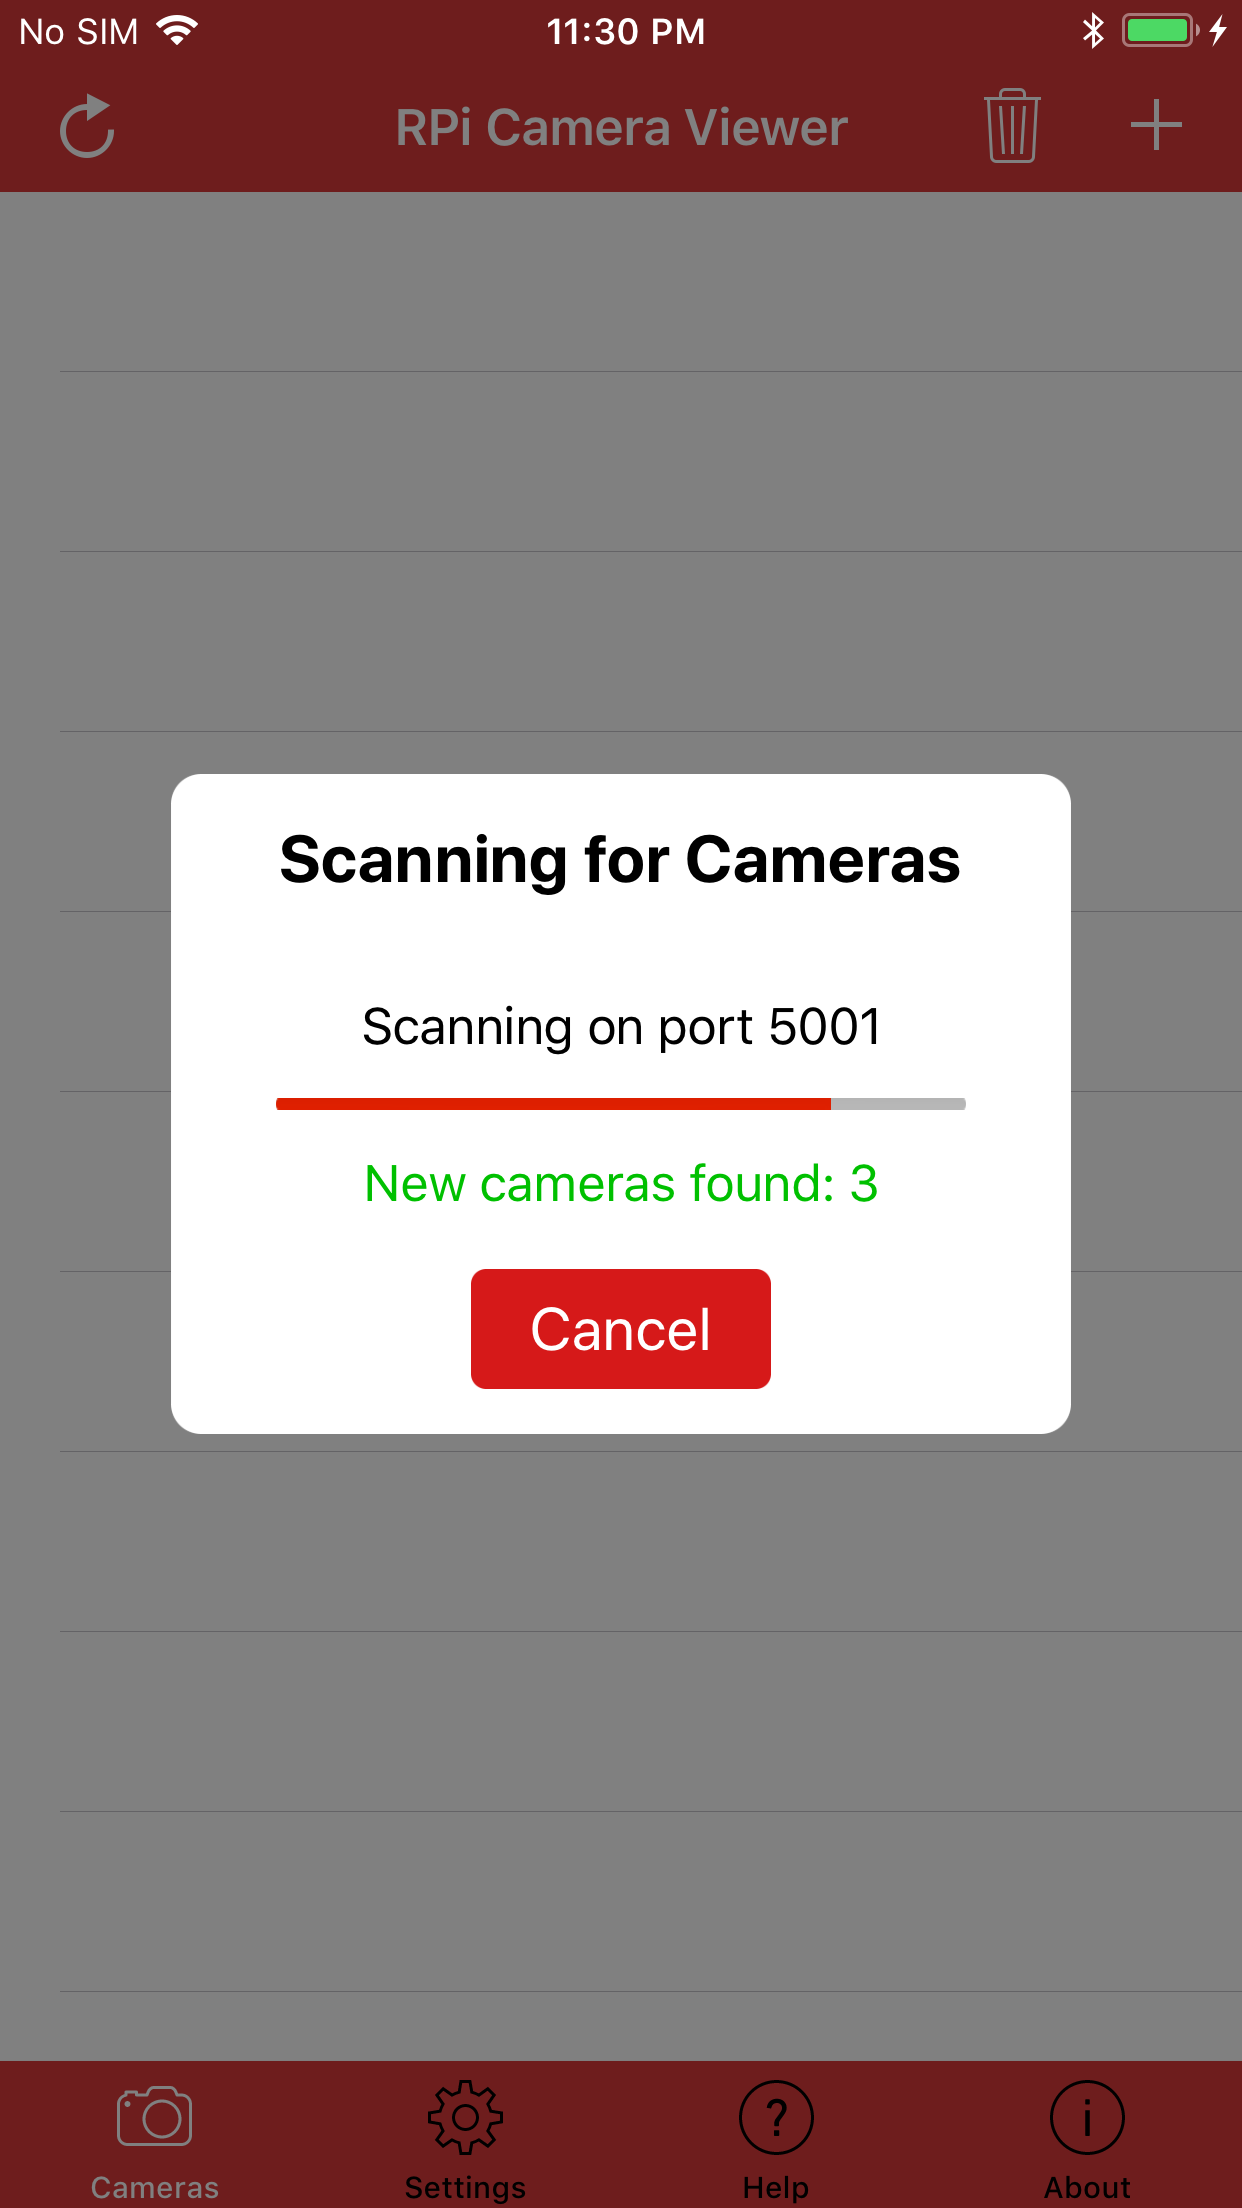 No SIM 11:30 PM
RPi Camera Viewer
Scanning for Cameras
Scanning on port 5001
New cameras found: 3
Cancel
Cameras Settings Help About